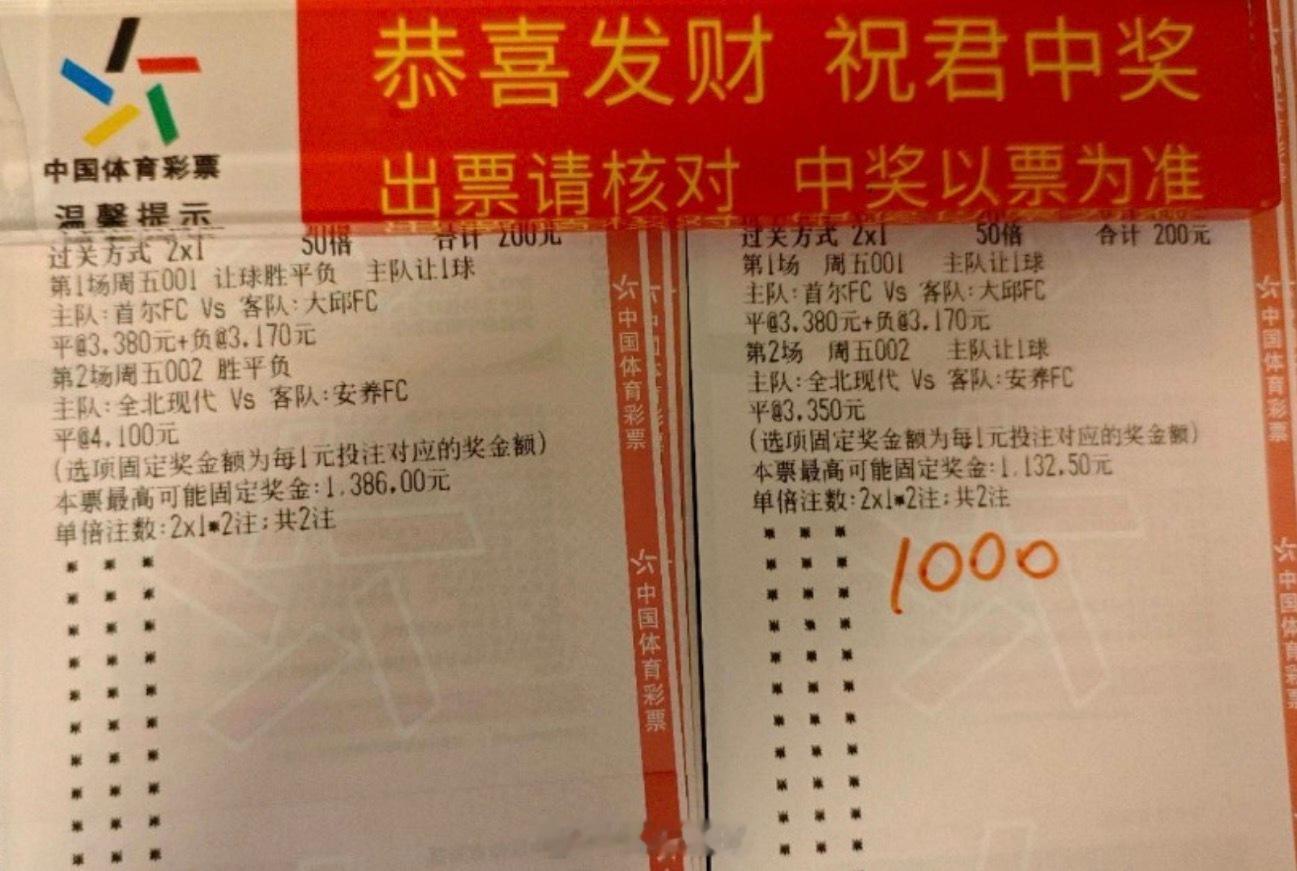 恭喜发财 祝君中奖
出票请核对 中奖以票为准
中国体育彩票
温馨提示
过关方式 2x1 50倍 合计 200元
第1场周五001 让球胜平负 主队让1球
主队:首尔FC Vs 客队:大邱FC
平@3.380元+负@3.170元
第2场周五002 胜平负
主队:全北现代 Vs 客队:安养FC
平@4.100元
(选项固定奖金额为每1元投注对应的奖金额)
本票最高可能固定奖金:1,386.00元
单倍注数:2x1*2注;共2注
中国体育彩票
中国体育彩票
过关方式 2x1 50倍 合计 200元
第1场 周五001 主队让1球
主队:首尔FC Vs 客队:大邱FC
平@3.380元+负@3.170元
第2场 周五002 主队让1球
主队:全北现代 Vs 客队:安养FC
平@3.350元
(选项固定奖金额为每1元投注对应的奖金额)
本票最高可能固定奖金:1,132.50元
单倍注数:2x1*2注;共2注
1000
中国体育彩票
中国体育彩票